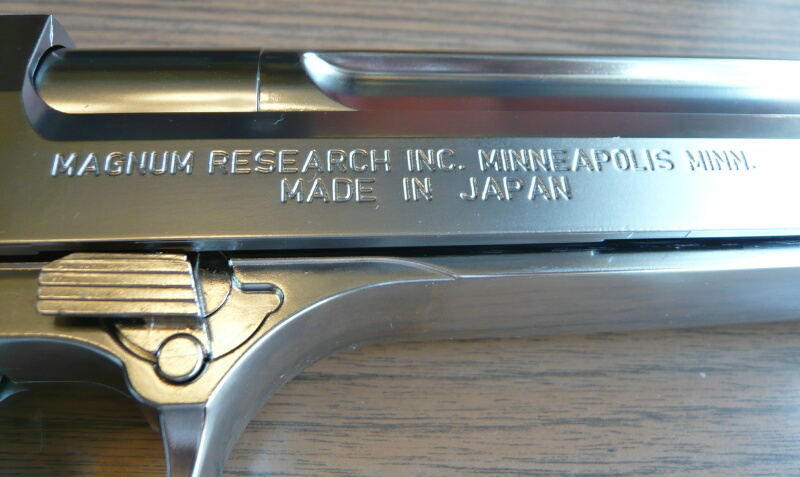 MAGNUM RESEARCH INC. MINNEAPOLIS MINN.
MADE IN JAPAN